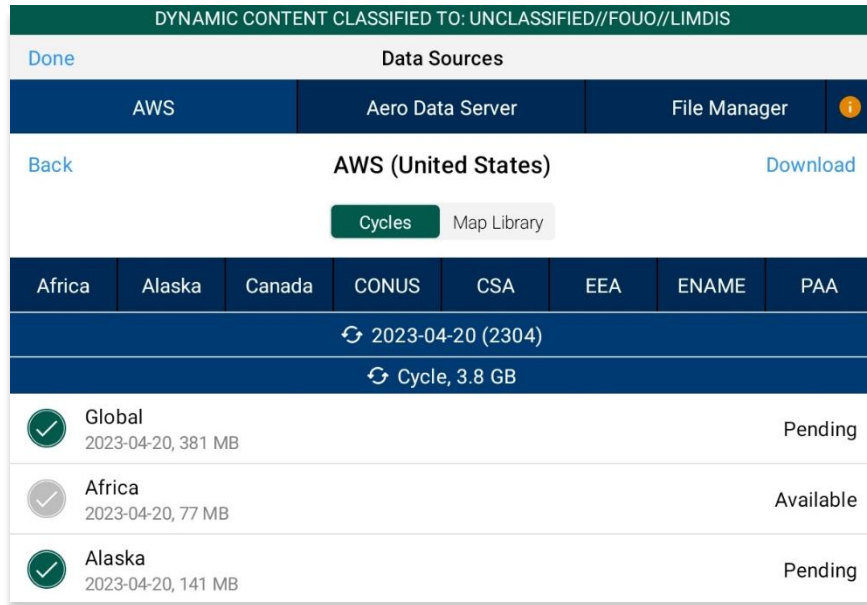 DYNAMIC CONTENT CLASSIFIED TO: UNCLASSIFIED//FOUO//LIMDIS
Done Data Sources
AWS Aero Data Server File Manager i
Back AWS (United States) Download
Cycles Map Library
Africa Alaska Canada CONUS CSA EEA ENAME PAA
2023-04-20 (2304)
Cycle, 3.8 GB
Global
2023-04-20, 381 MB
Pending
Africa
2023-04-20, 77 MB
Available
Alaska
2023-04-20, 141 MB
Pending